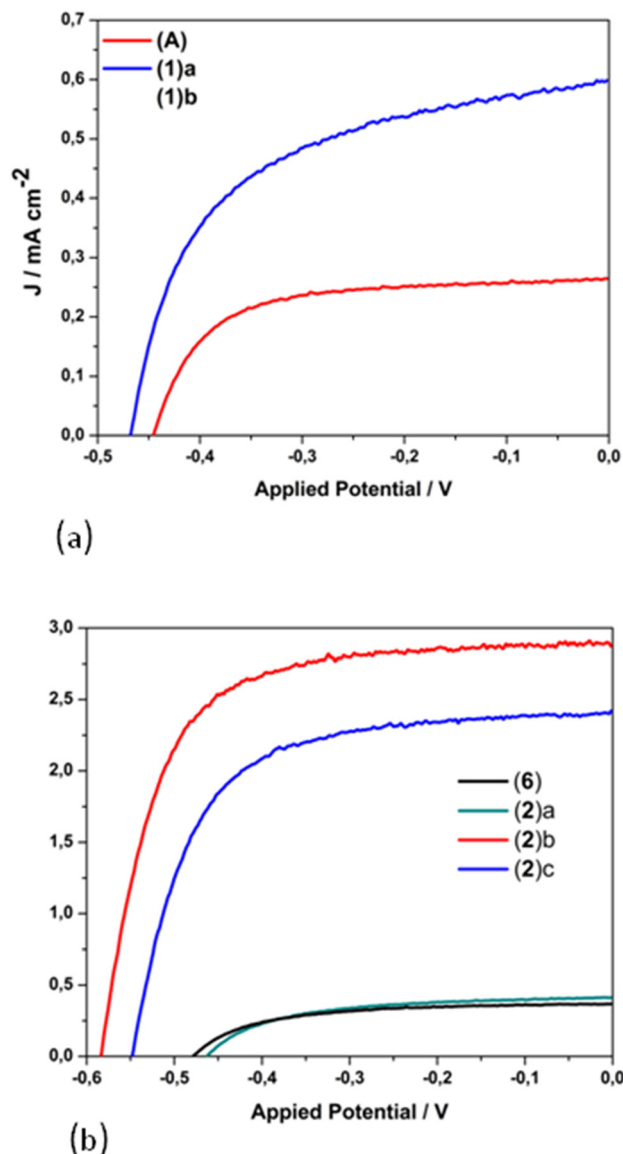 0,7
0,6
0,5
0,4
0,3
0,2
0,1
0,0
J / mA cm-2
(A)
(1)a
(1)b
-0,5 -0,4 -0,3 -0,2 -0,1 0,0
Applied Potential / V
(a)
3,0
2,5
2,0
1,5
1,0
0,5
0,0
(6)
(2)a
(2)b
(2)c
-0,6 -0,5 -0,4 -0,3 -0,2 -0,1 0,0
Appied Potential / V
(b)